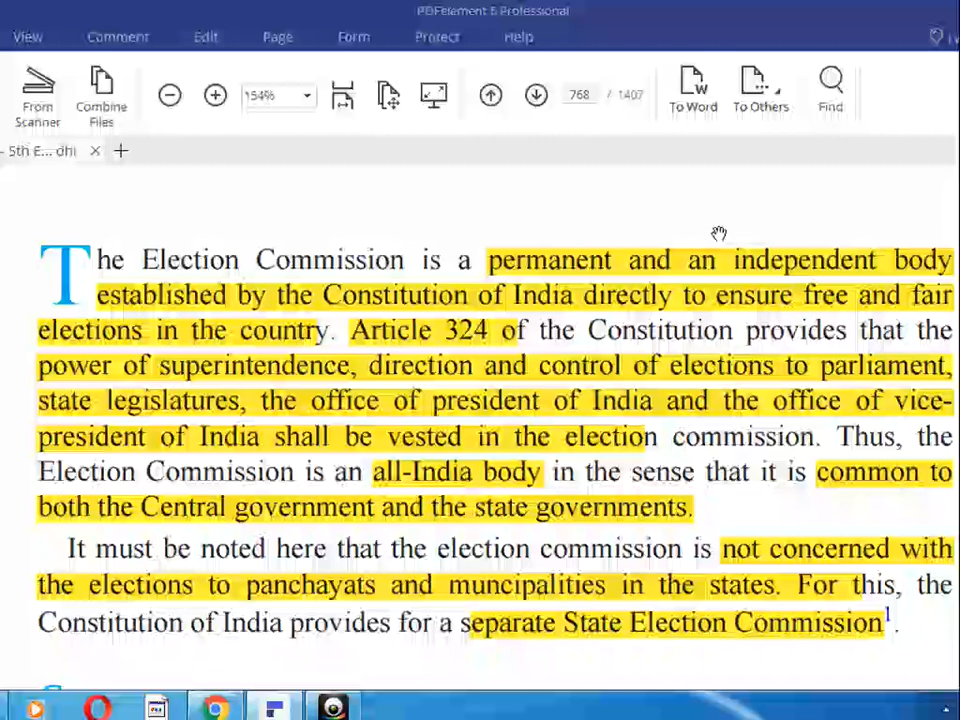 PDFelement 6 Professional
View Comment Edit Page Form Protect Help
From Scanner
Combine Files
154%
768 / 1407
To Word
To Others
Find
- 5th E... dhi
The Election Commission is a permanent and an independent body
established by the Constitution of India directly to ensure free and fair
elections in the country. Article 324 of the Constitution provides that the
power of superintendence, direction and control of elections to parliament,
state legislatures, the office of president of India and the office of vice-
president of India shall be vested in the election commission. Thus, the
Election Commission is an all-India body in the sense that it is common to
both the Central government and the state governments.
It must be noted here that the election commission is not concerned with
the elections to panchayats and muncipalities in the states. For this, the
Constitution of India provides for a separate State Election Commission1.